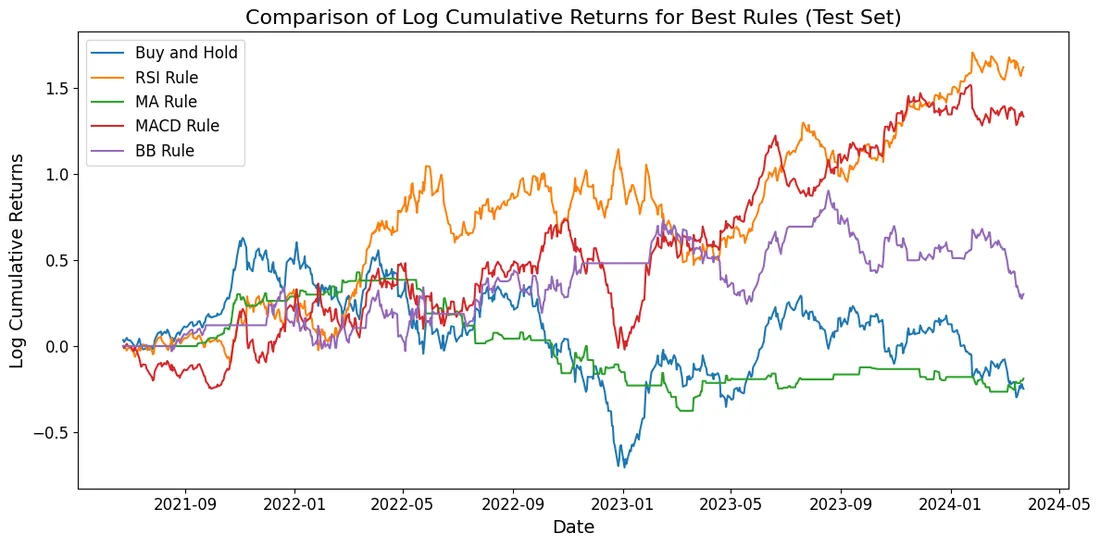 Comparison of Log Cumulative Returns for Best Rules (Test Set)
Buy and Hold
RSI Rule
MA Rule
MACD Rule
BB Rule
Log Cumulative Returns
1.5
1.0
0.5
0.0
−0.5
2021-09
2022-01
2022-05
2022-09
2023-01
2023-05
2023-09
2024-01
2024-05
Date